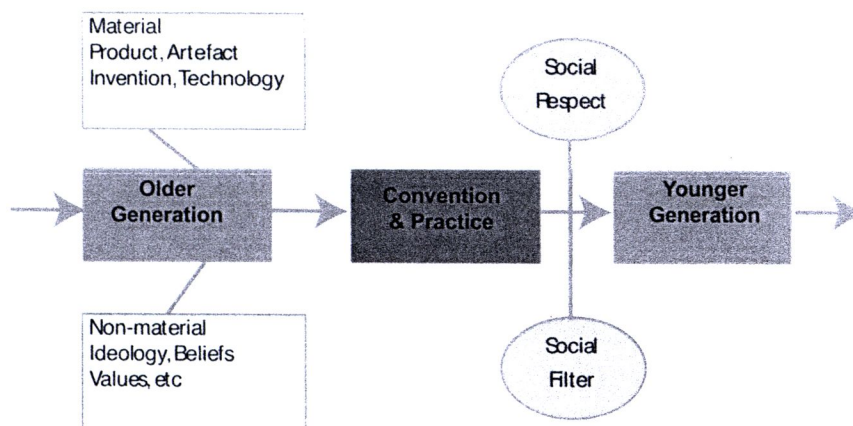 Material
Product, Artefact
Invention, Technology
Social
Respect
Older
Generation
Convention
& Practice
Younger
Generation
Non-material
Ideology, Beliefs
Values, etc
Social
Filter